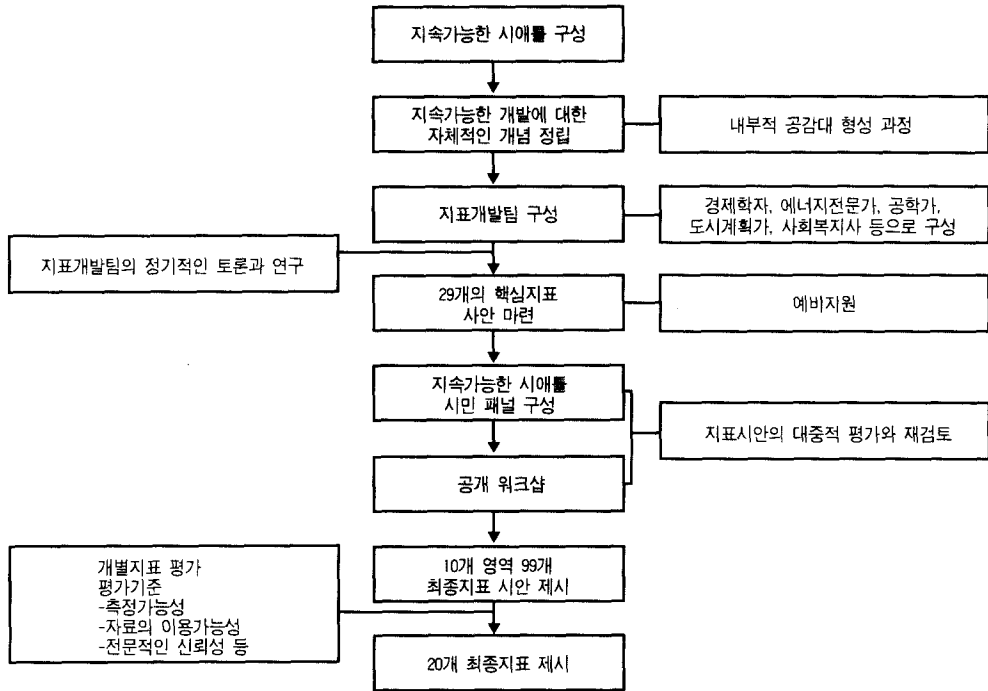 지속가능한 시애틀 구성
지속가능한 개발에 대한
자체적인 개념 정립
내부적 공감대 형성 과정
지표개발팀 구성
경제학자, 에너지전문가, 공학가,
도시계획가, 사회복지사 등으로 구성
지표개발팀의 정기적인 토론과 연구
29개의 핵심지표
사안 마련
예비지원
지속가능한 시애틀
시민 패널 구성
지표시안의 대중적 평가와 재검토
공개 워크샵
10개 영역 99개
최종지표 시안 제시
개별지표 평가
평가기준
-측정가능성
-자료의 이용가능성
-전문적인 신뢰성 등
20개 최종지표 제시